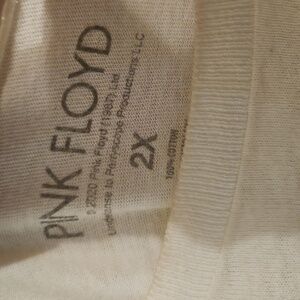 PINK FLOYD
© 2020 Pink Floyd (1987) Ltd
Under license to Perryscope Productions LLC
2X
100% COTTON